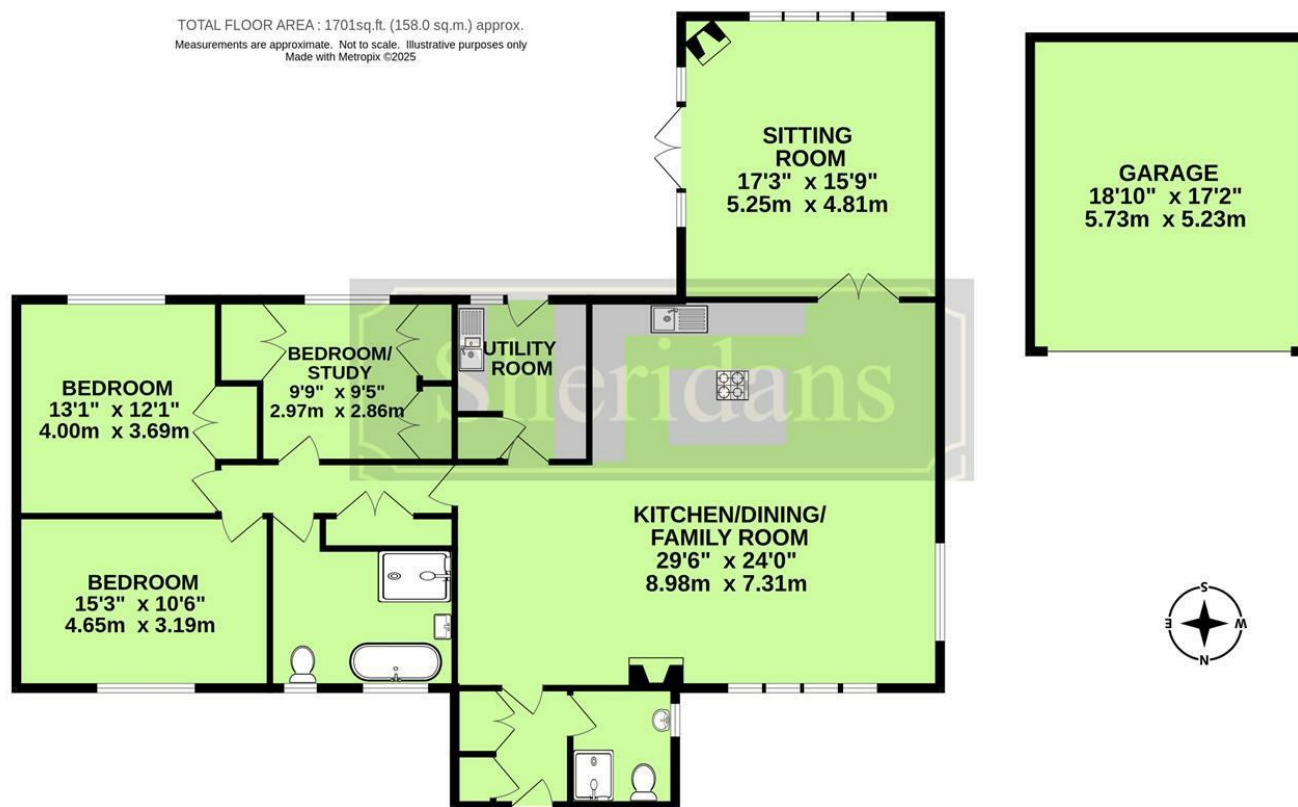 TOTAL FLOOR AREA : 1701sq.ft. (158.0 sq.m.) approx.
Measurements are approximate. Not to scale. Illustrative purposes only
Made with Metropix ©2025
SITTING
ROOM
17'3" x 15'9"
5.25m x 4.81m
GARAGE
18'10" x 17'2"
5.73m x 5.23m
BEDROOM
13'1" x 12'1"
4.00m x 3.69m
BEDROOM/
STUDY
9'9" x 9'5"
2.97m x 2.86m
UTILITY
ROOM
Sheridans
KITCHEN/DINING/
FAMILY ROOM
29'6" x 24'0"
8.98m x 7.31m
BEDROOM
15'3" x 10'6"
4.65m x 3.19m
S
E
W
N